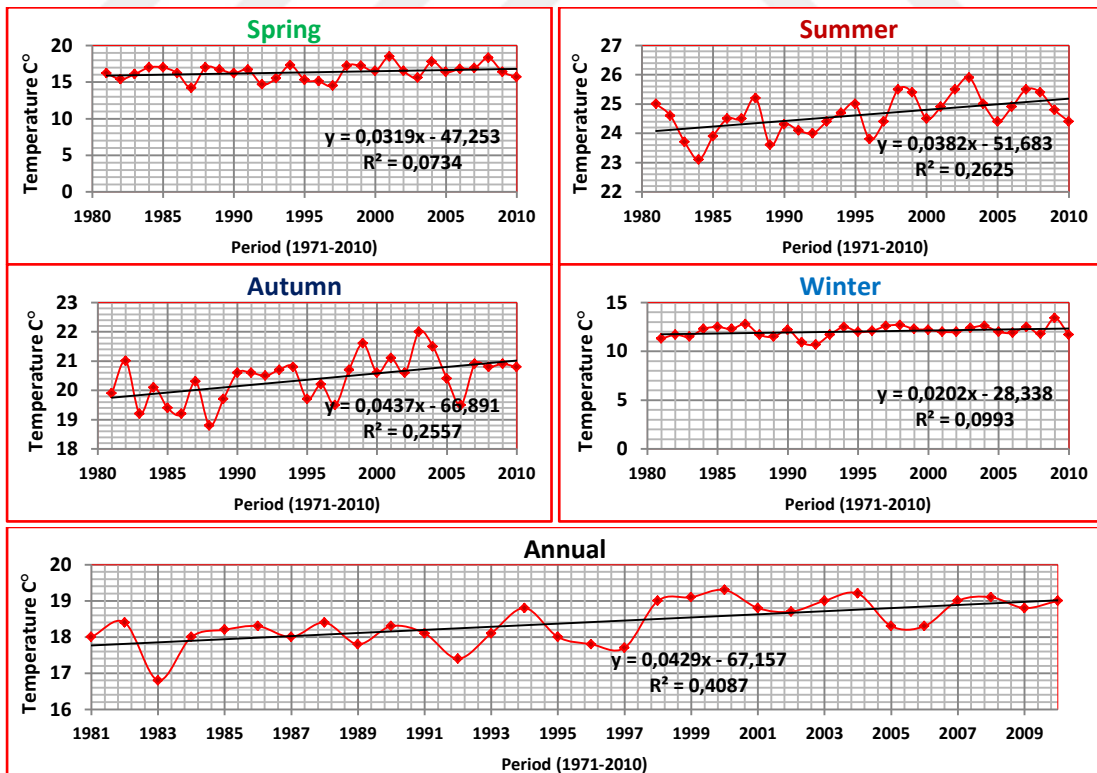 Spring
Temperature C°
20
15
10
5
0
y = 0,0319x - 47,253
R² = 0,0734
1980 1985 1990 1995 2000 2005 2010
Period (1971-2010)
Summer
Temperature C°
27
26
25
24
23
22
y = 0,0382x - 51,683
R² = 0,2625
1980 1985 1990 1995 2000 2005 2010
Period (1971-2010)
Autumn
Temperature C°
23
22
21
20
19
18
y = 0,0437x - 66,891
R² = 0,2557
1980 1985 1990 1995 2000 2005 2010
Period (1971-2010)
Winter
Temperature C°
15
10
5
0
y = 0,0202x - 28,338
R² = 0,0993
1980 1985 1990 1995 2000 2005 2010
Period (1971-2010)
Annual
Temperature C°
20
19
18
17
16
y = 0,0429x - 67,157
R² = 0,4087
1981 1983 1985 1987 1989 1991 1993 1995 1997 1999 2001 2003 2005 2007 2009
Period (1971-2010)